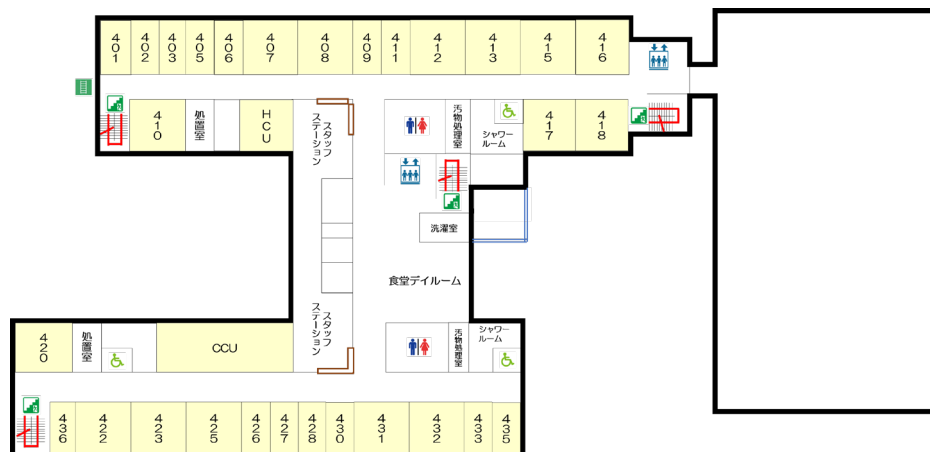 401
402
403
405
406
407
408
409
411
412
413
415
416
410
処置室
HCU
スタッフ
ステーション
汚物処理室
シャワー
ルーム
417
418
洗濯室
食堂デイルーム
420
処置室
CCU
スタッフ
ステーション
汚物処理室
シャワー
ルーム
436
422
423
425
426
427
428
430
431
432
433
435